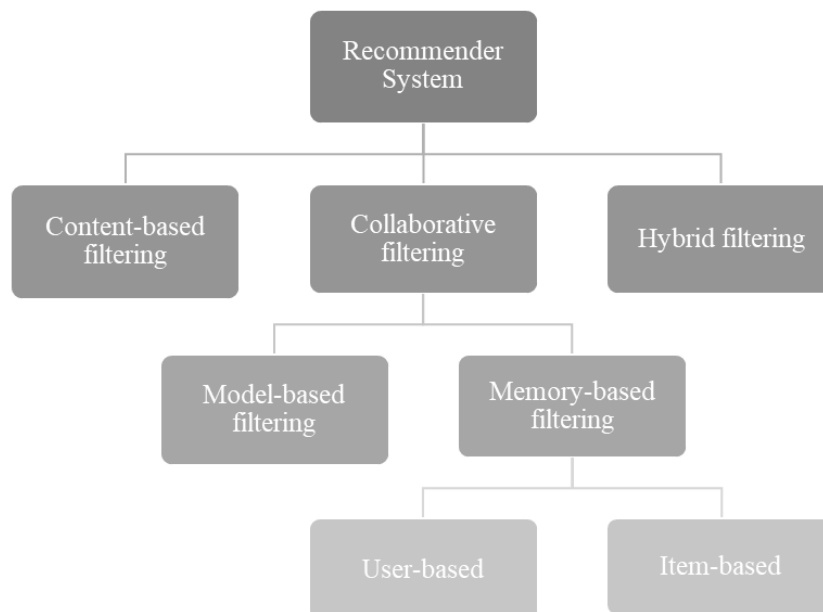 Recommender
System
Content-based
filtering
Collaborative
filtering
Hybrid filtering
Model-based
filtering
Memory-based
filtering
User-based
Item-based